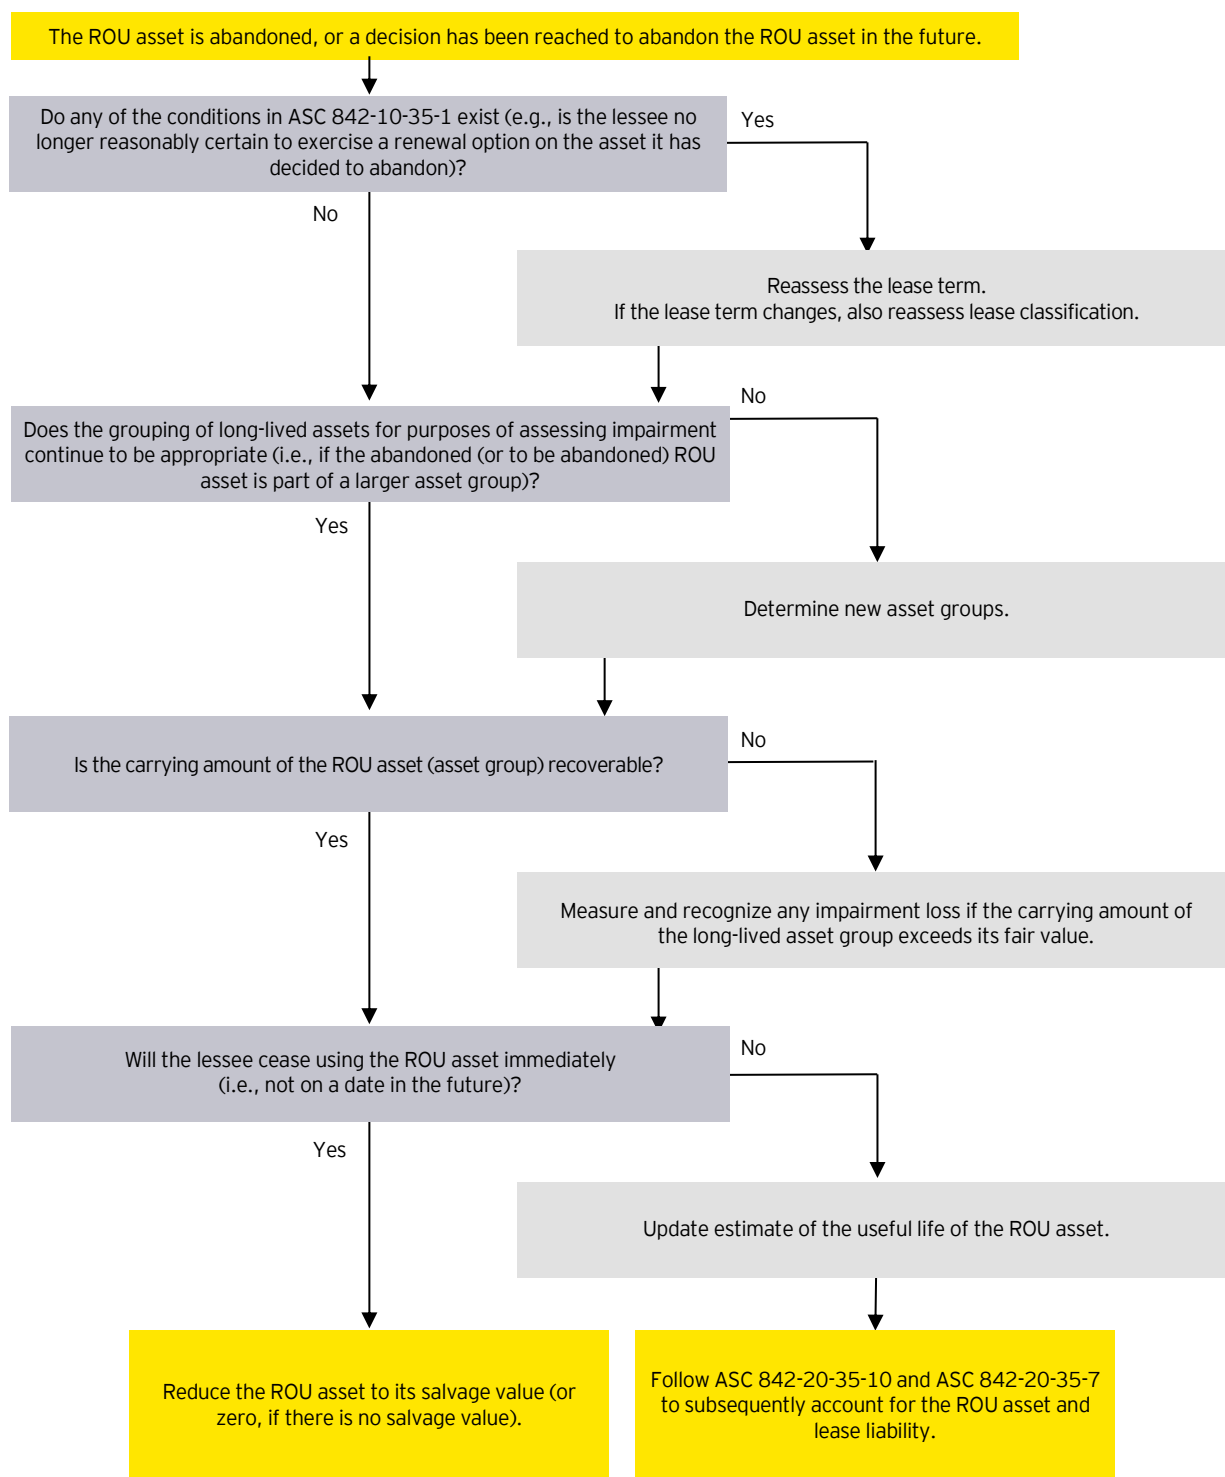 The ROU asset is abandoned, or a decision has been reached to abandon the ROU asset in the future.
Do any of the conditions in ASC 842-10-35-1 exist (e.g., is the lessee no
longer reasonably certain to exercise a renewal option on the asset it has
decided to abandon)?
Yes
No
Reassess the lease term.
If the lease term changes, also reassess lease classification.
No
Does the grouping of long-lived assets for purposes of assessing impairment
continue to be appropriate (i.e., if the abandoned (or to be abandoned) ROU
asset is part of a larger asset group)?
Yes
Determine new asset groups.
No
Is the carrying amount of the ROU asset (asset group) recoverable?
Yes
Measure and recognize any impairment loss if the carrying amount of
the long-lived asset group exceeds its fair value.
No
Will the lessee cease using the ROU asset immediately
(i.e., not on a date in the future)?
Yes
Update estimate of the useful life of the ROU asset.
Reduce the ROU asset to its salvage value (or
zero, if there is no salvage value).
Follow ASC 842-20-35-10 and ASC 842-20-35-7
to subsequently account for the ROU asset and
lease liability.